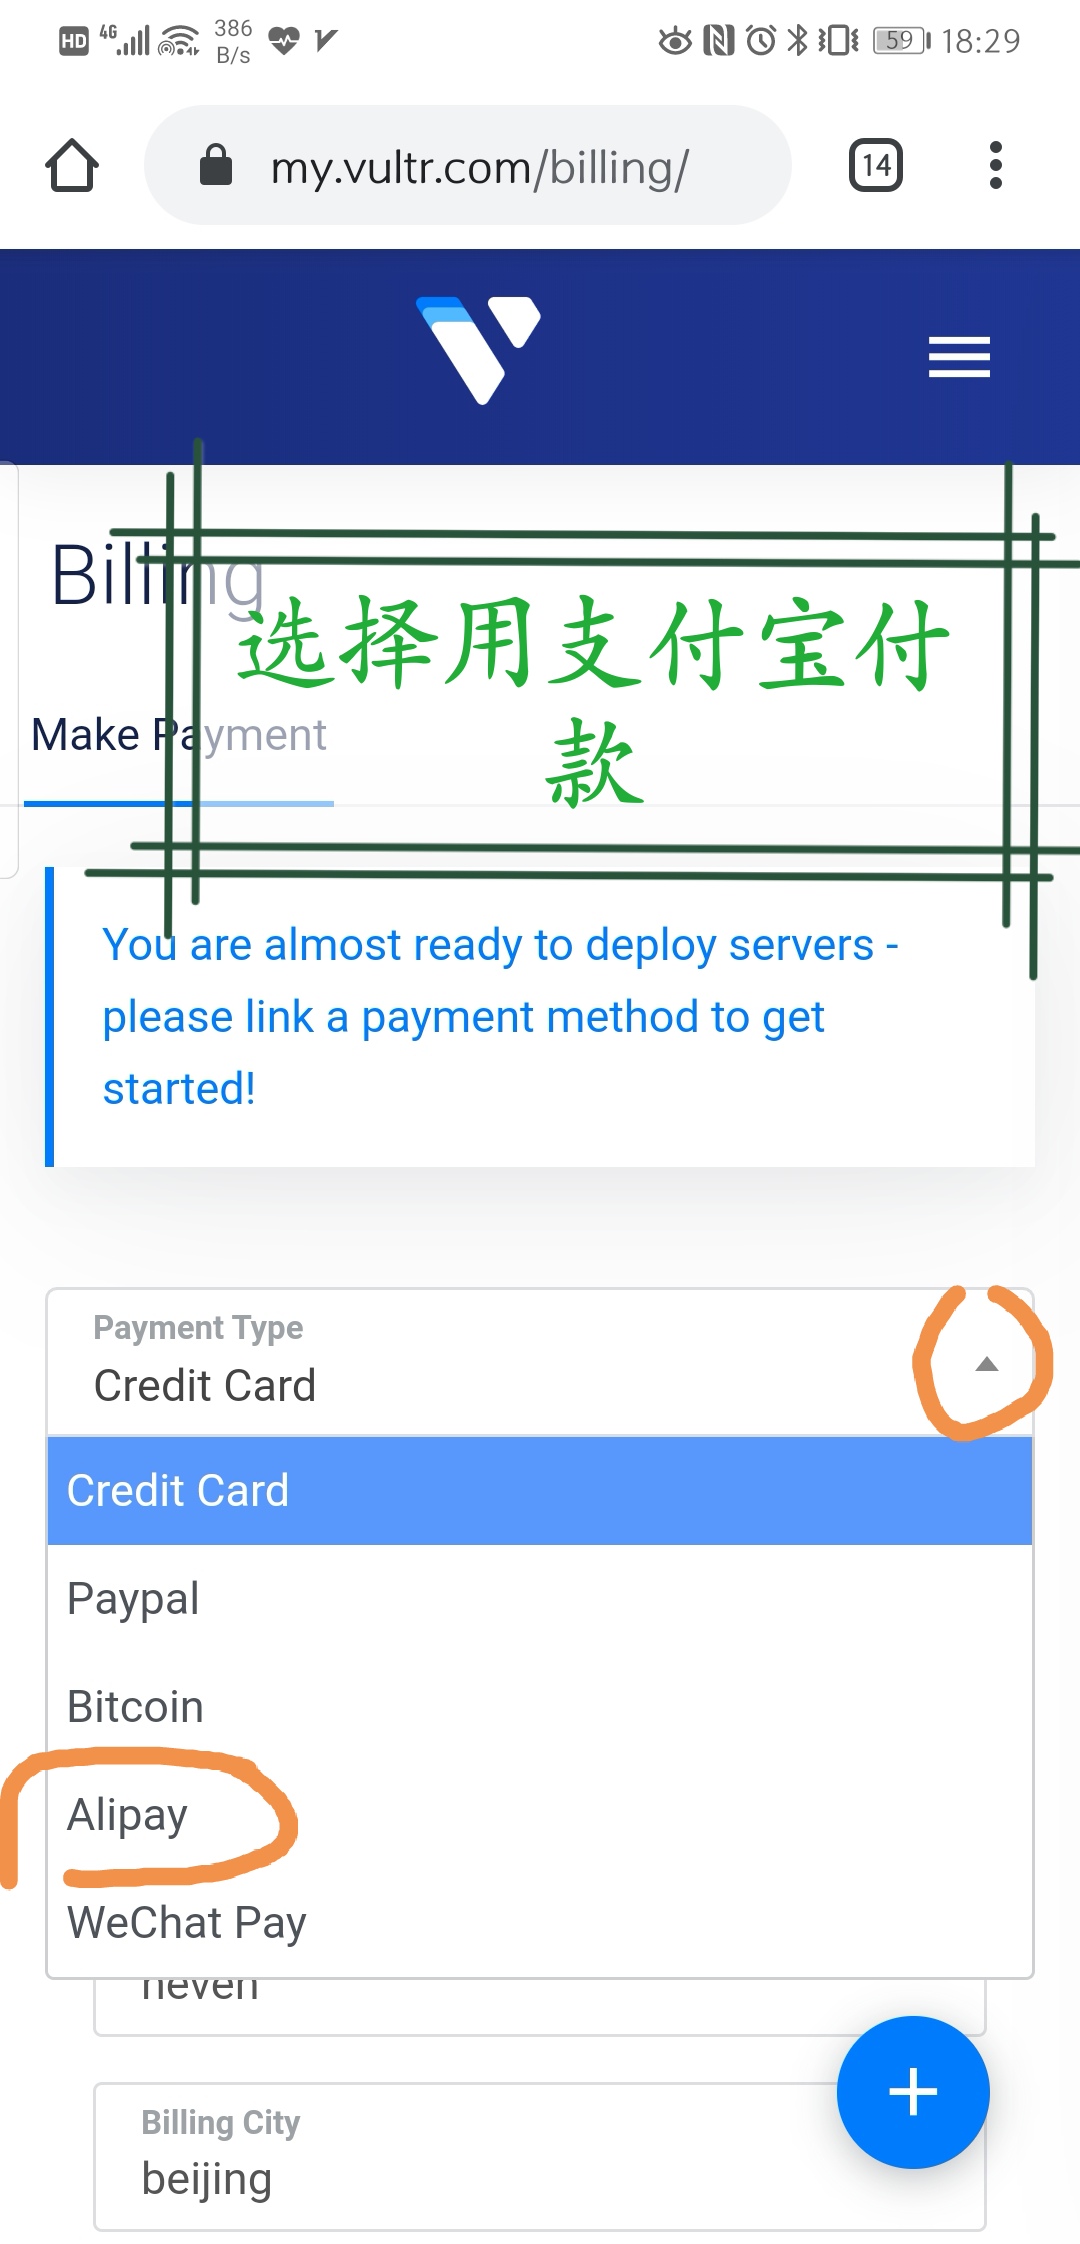 HD 4G 386 B/s 59 18:29
my.vultr.com/billing/ 14
Billing
选择用支付宝付
款
Make Payment
You are almost ready to deploy servers -
please link a payment method to get
started!
Payment Type
Credit Card
Credit Card
Paypal
Bitcoin
Alipay
WeChat Pay
neven
Billing City
beijing